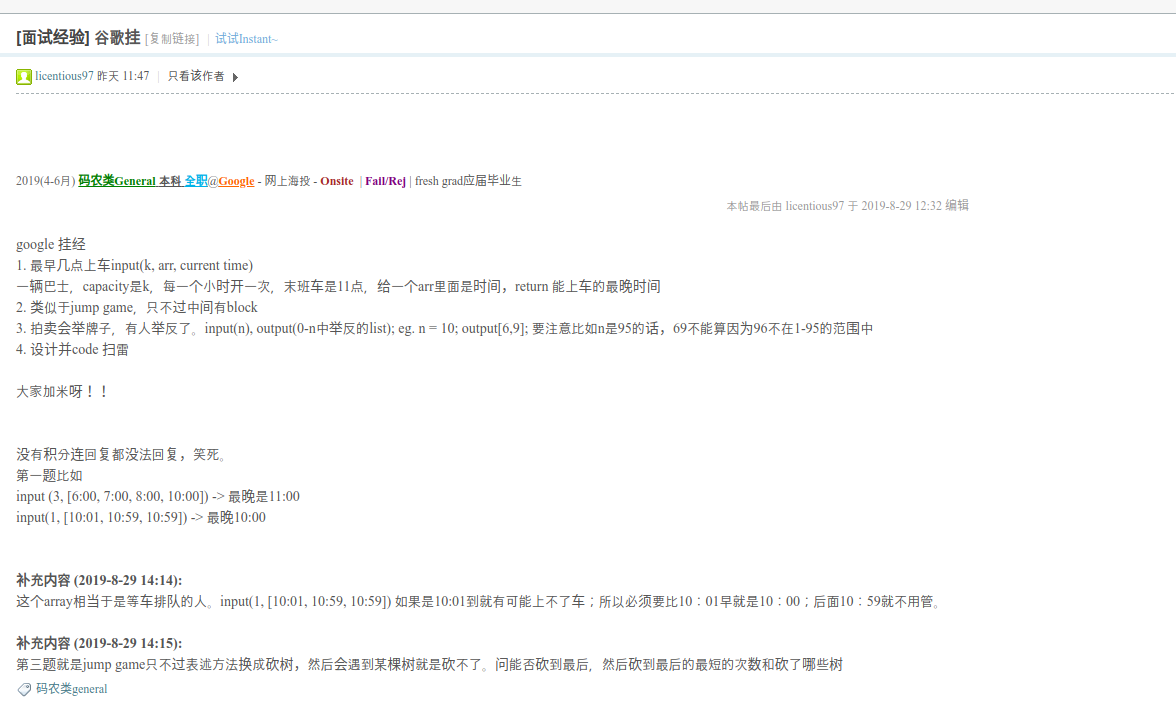 [面试经验] 谷歌挂 [复制链接] | 试试Instant~
licentious97 昨天 11:47 | 只看该作者
2019(4-6月) 码农类General 本科 全职@Google - 网上海投 - Onsite | Fail/Rej | fresh grad应届毕业生
本帖最后由 licentious97 于 2019-8-29 12:32 编辑
google 挂经
1. 最早几点上车input(k, arr, current time)
一辆巴士，capacity是k，每一个小时开一次，末班车是11点，给一个arr里面是时间，return 能上车的最晚时间
2. 类似于jump game，只不过中间有block
3. 拍卖会举牌子，有人举反了。input(n), output(0-n中举反的list); eg. n = 10; output[6,9]; 要注意比如n是95的话，69不能算因为96不在1-95的范围中
4. 设计并code 扫雷
大家加米呀！！
没有积分连回复都没法回复，笑死。
第一题比如
input (3, [6:00, 7:00, 8:00, 10:00]) -> 最晚是11:00
input(1, [10:01, 10:59, 10:59]) -> 最晚10:00
补充内容 (2019-8-29 14:14):
这个array相当于是等车排队的人。input(1, [10:01, 10:59, 10:59]) 如果是10:01到就有可能上不了车；所以必须要比10：01早就是10：00；后面10：59就不用管。
补充内容 (2019-8-29 14:15):
第三题就是jump game只不过表述方法换成砍树，然后会遇到某棵树就是砍不了。问能否砍到最后，然后砍到最后的最短的次数和砍了哪些树
码农类general